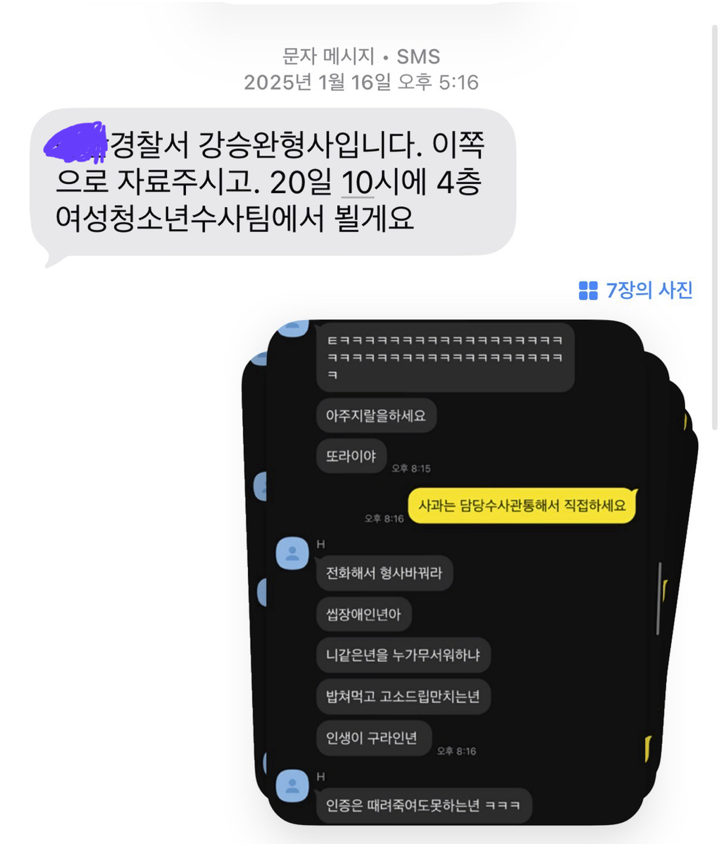 문자 메시지 • SMS
2025년 1월 16일 오후 5:16
경찰서 강승완형사입니다. 이쪽
으로 자료주시고. 20일 10시에 4층
여성청소년수사팀에서 뵐게요
7장의 사진
ㅌㅋㅋㅋㅋㅋㅋㅋㅋㅋㅋㅋㅋㅋㅋㅋㅋㅋㅋ
ㅋㅋㅋㅋㅋㅋㅋㅋㅋㅋㅋㅋㅋㅋㅋㅋㅋㅋㅋ
ㅋ
아주지랄을하세요
또라이야
오후 8:15
사과는 담당수사관통해서 직접하세요
오후 8:16
H
전화해서 형사바꿔라
씹장애인년아
니같은년을 누가무서워하냐
밥쳐먹고 고소드립만치는년
인생이 구라인년
오후 8:16
H
인증은 때려죽여도못하는년 ㅋㅋㅋ